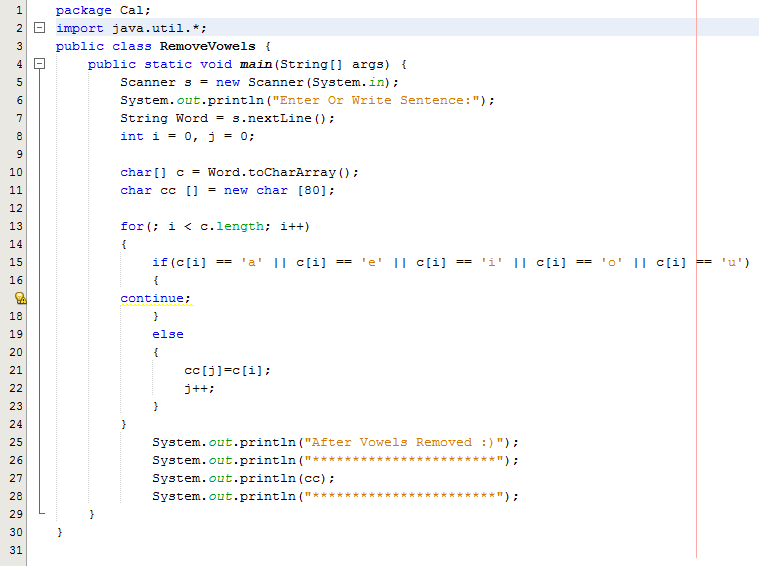 1 package Cal;
2 import java.util.*;
3 public class RemoveVowels {
4 public static void main(String[] args) {
5 Scanner s = new Scanner(System.in);
6 System.out.println("Enter Or Write Sentence:");
7 String Word = s.nextLine();
8 int i = 0, j = 0;
9
10 char[] c = Word.toCharArray();
11 char cc [] = new char [80];
12
13 for(; i < c.length; i++)
14 {
15 if(c[i] == 'a' || c[i] == 'e' || c[i] == 'i' || c[i] == 'o' || c[i] == 'u')
16 {
continue;
18 }
19 else
20 {
21 cc[j]=c[i];
22 j++;
23 }
24 }
25 System.out.println("After Vowels Removed :)");
26 System.out.println("***********************");
27 System.out.println(cc);
28 System.out.println("***********************");
29 }
30 }
31